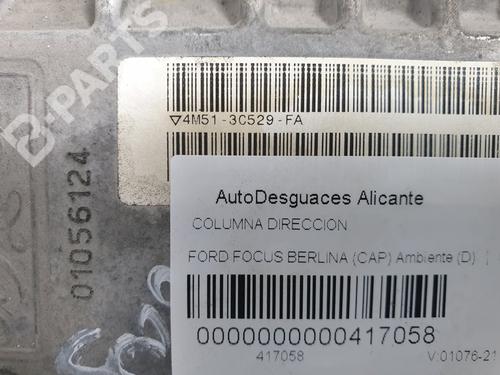 B-PARTS
▽4M51-3C529-FA
01056124
AutoDesguaces Alicante
COLUMNA DIRECCION
FORD FOCUS BERLINA (CAP) Ambiente (D)
0000000000417058
417058 V:01076-21